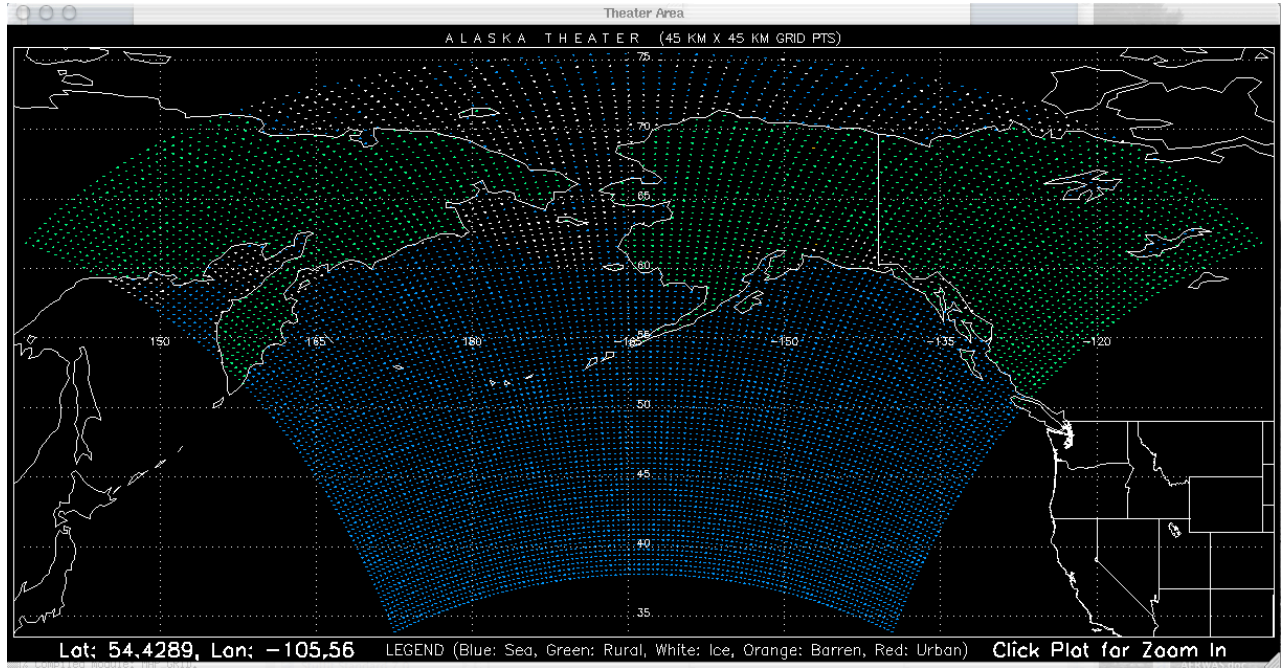 Theater Area
ALASKA THEATER (45 KM X 45 KM GRID PTS)
75
70
65
60
55
150 165 180 -165 -150 -135 -120
50
45
40
35
Lat: 54.4289, Lon: -105.56 LEGEND (Blue: Sea, Green: Rural, White: Ice, Orange: Barren, Red: Urban) Click Plot for Zoom In